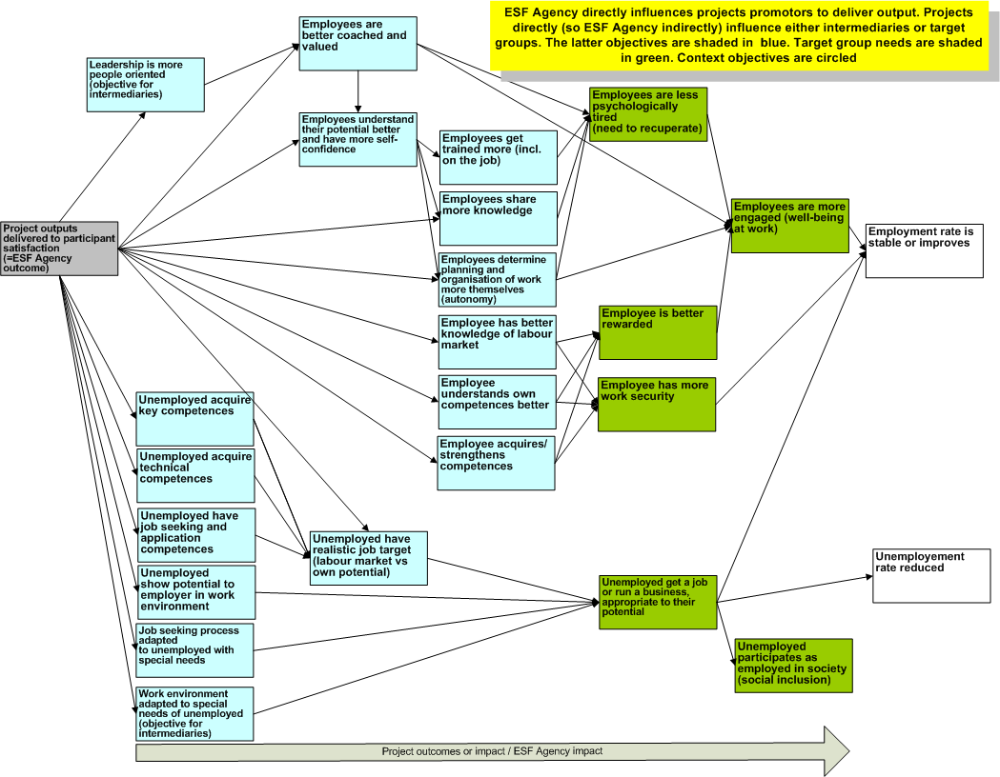 ESF Agency directly influences projects promotors to deliver output. Projects
directly (so ESF Agency indirectly) influence either intermediaries or target
groups. The latter objectives are shaded in  blue. Target group needs are shaded
in green. Context objectives are circled
Employees are
better coached and
valued
Leadership is more
people oriented
(objective for
intermediaries)
Employees are less
psychologically
tired
(need to recuperate)
Employees understand
their potential better
and have more self-
confidence
Employees get
trained more (incl.
on the job)
Employees share
more knowledge
Employees are more
engaged (well-being
at work)
Project outputs
delivered to participant
satisfaction
(=ESF Agency
outcome)
Employment rate is
stable or improves
Employees determine
planning and
organisation of work
more themselves
(autonomy)
Employee is better
rewarded
Employee has better
knowledge of labour
market
Employee
understands own
competences better
Employee has more
work security
Unemployed acquire
key competences
Employee acquires/
strengthens
competences
Unemployed acquire
technical
competences
Unemployed have
job seeking and
application
competences
Unemployed have
realistic job target
(labour market vs
own potential)
Unemployement
rate reduced
Unemployed
show potential to
employer in work
environment
Unemployed get a job
or run a business,
appropriate to their
potential
Job seeking process
adapted
to unemployed with
special needs
Unemployed
participates as
employed in society
(social inclusion)
Work environment
adapted to special
needs of unemployed
(objective for
intermediaries)
Project outcomes or impact / ESF Agency impact